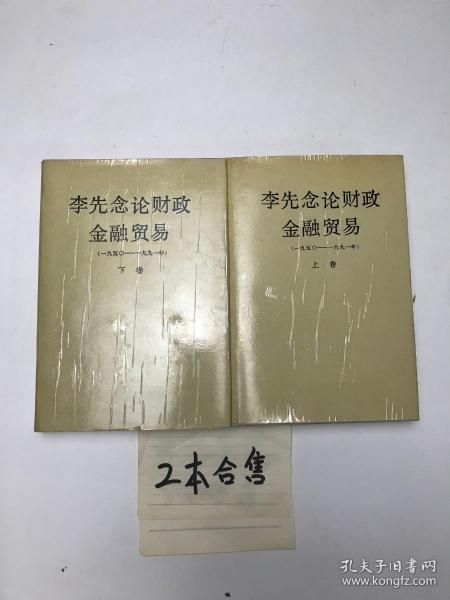 李先念论财政
金融贸易
(一九五〇——一九九一年)
下卷
李先念论财政
金融贸易
(一九五〇——一九九一年)
上卷
2本合售
孔夫子旧书网
www.kongfz.com